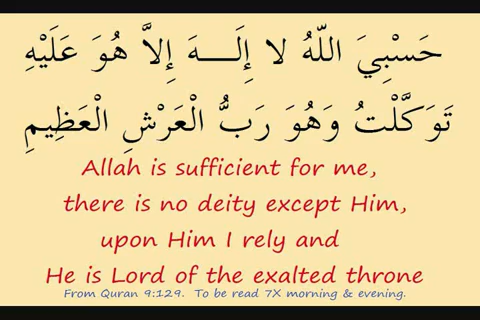 حَسْبِيَ اللّهُ لا إِلَـــهَ إِلاَّ هُوَ عَلَيْهِ
تَوَكَّلْتُ وَهُوَ رَبُّ الْعَرْشِ الْعَظِيمِ
Allah is sufficient for me,
there is no deity except Him,
upon Him I rely and
He is Lord of the exalted throne
From Quran 9:129. To be read 7X morning & evening.